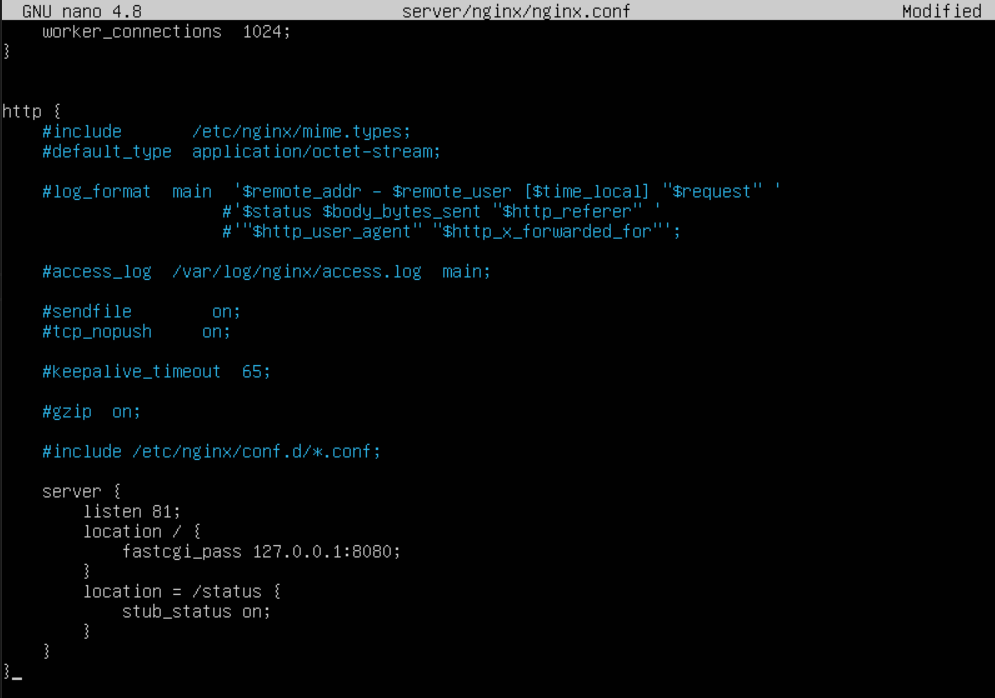 GNU nano 4.8 server/nginx/nginx.conf Modified
    worker_connections  1024;
}
http {
    #include       /etc/nginx/mime.types;
    #default_type  application/octet-stream;
    #log_format  main  '$remote_addr - $remote_user [$time_local] "$request" '
                      #'$status $body_bytes_sent "$http_referer" '
                      #'"$http_user_agent" "$http_x_forwarded_for"';
    #access_log  /var/log/nginx/access.log  main;
    #sendfile        on;
    #tcp_nopush     on;
    #keepalive_timeout  65;
    #gzip  on;
    #include /etc/nginx/conf.d/*.conf;
    server {
        listen 81;
        location / {
            fastcgi_pass 127.0.0.1:8080;
        }
        location = /status {
            stub_status on;
        }
    }
}_